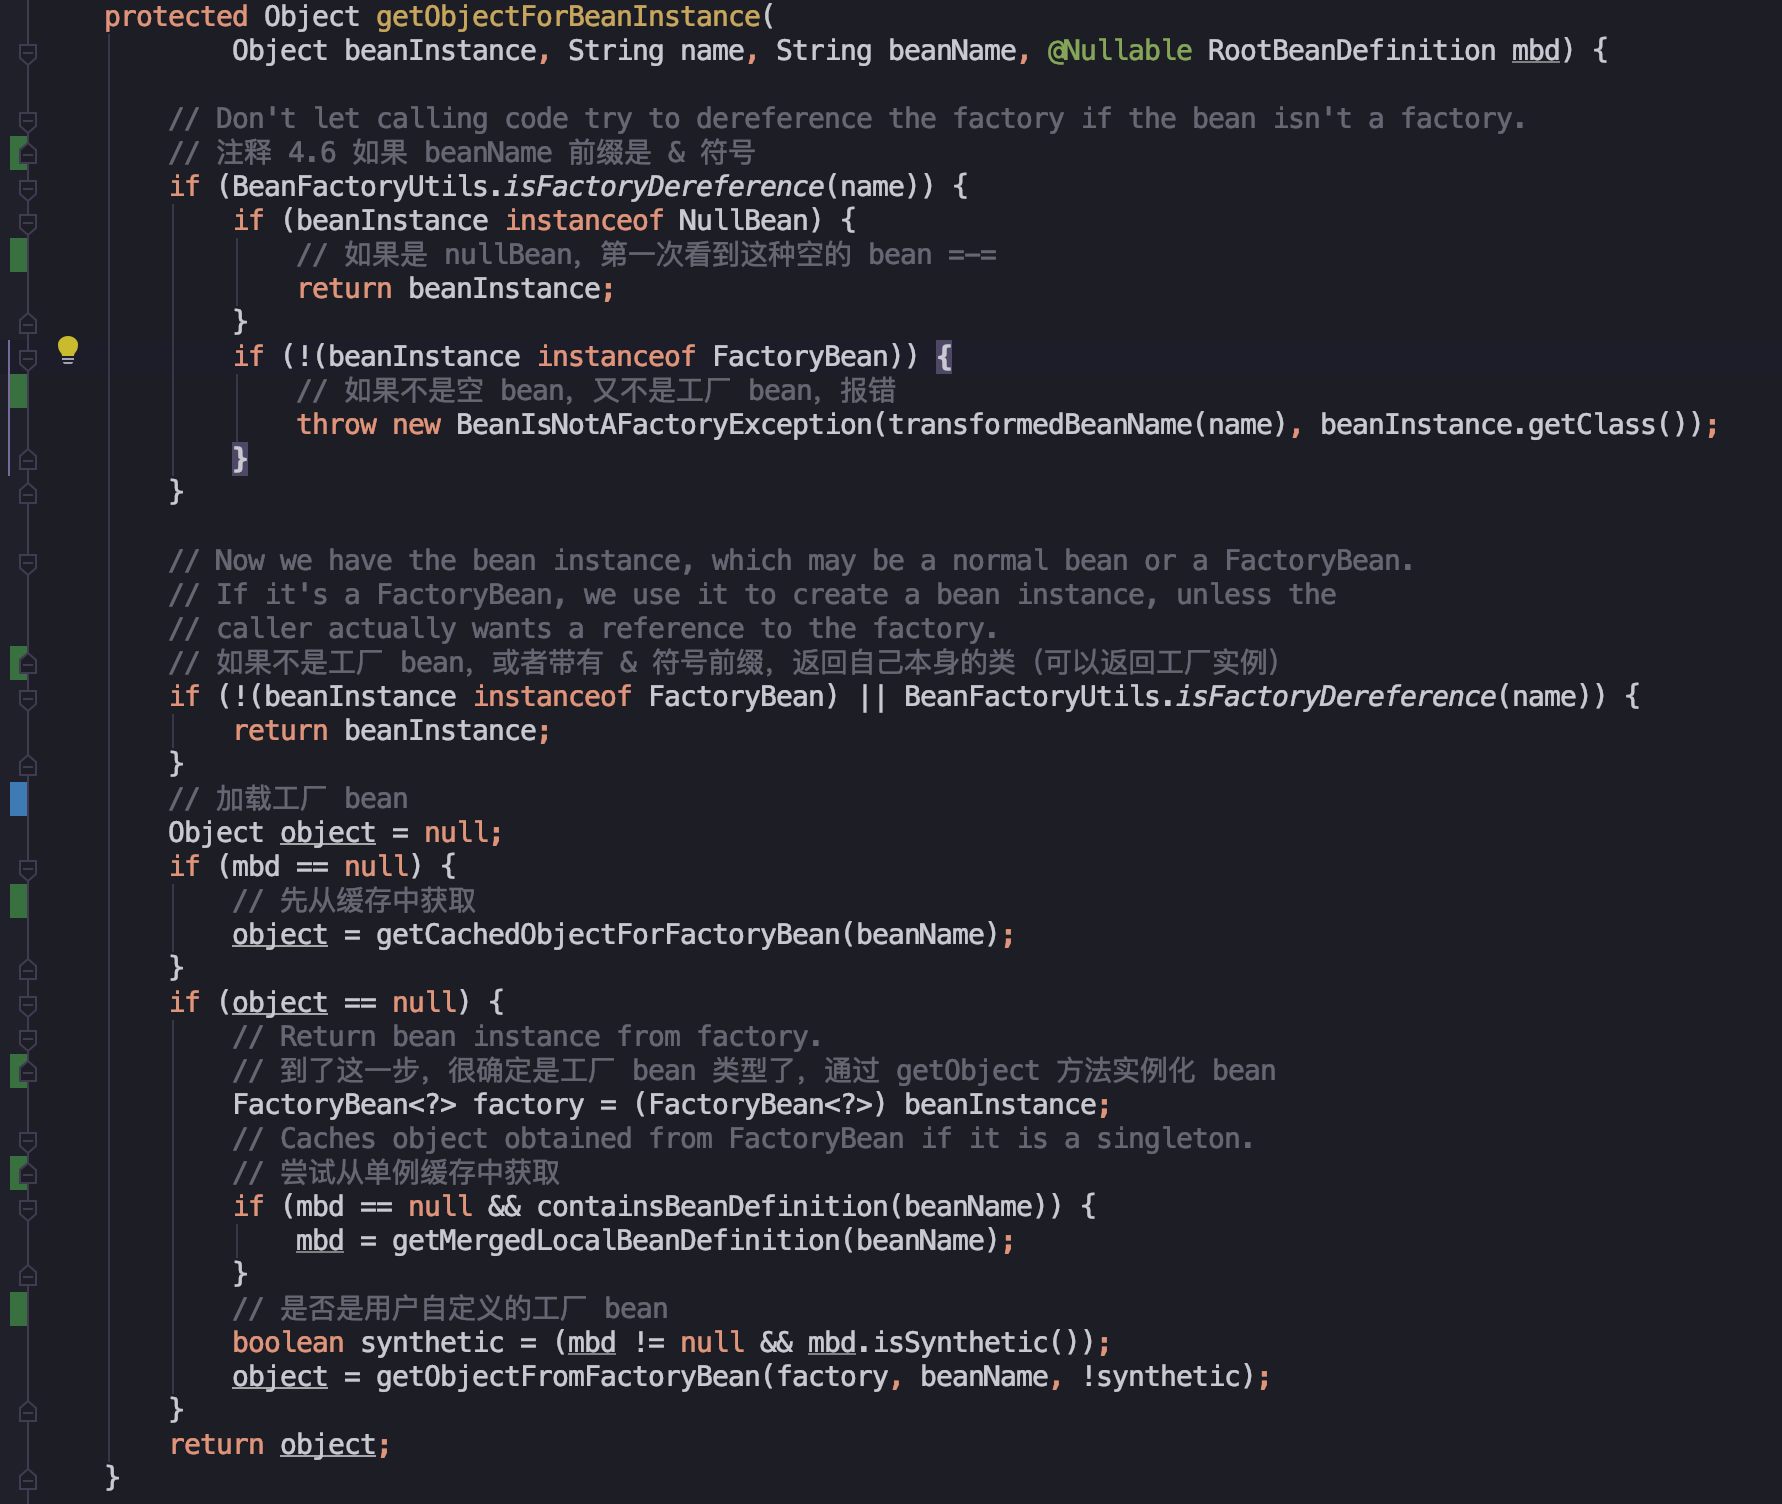 protected Object getObjectForBeanInstance(
Object beanInstance, String name, String beanName, @Nullable RootBeanDefinition mbd) {
// Don't let calling code try to dereference the factory if the bean isn't a factory.
// 注释 4.6 如果 beanName 前缀是 & 符号
if (BeanFactoryUtils.isFactoryDereference(name)) {
if (beanInstance instanceof NullBean) {
// 如果是 nullBean，第一次看到这种空的 bean =-=
return beanInstance;
}
if (!(beanInstance instanceof FactoryBean)) {
// 如果不是空 bean，又不是工厂 bean，报错
throw new BeanIsNotAFactoryException(transformedBeanName(name), beanInstance.getClass());
}
}
// Now we have the bean instance, which may be a normal bean or a FactoryBean.
// If it's a FactoryBean, we use it to create a bean instance, unless the
// caller actually wants a reference to the factory.
// 如果不是工厂 bean，或者带有 & 符号前缀，返回自己本身的类（可以返回工厂实例）
if (!(beanInstance instanceof FactoryBean) || BeanFactoryUtils.isFactoryDereference(name)) {
return beanInstance;
}
// 加载工厂 bean
Object object = null;
if (mbd == null) {
// 先从缓存中获取
object = getCachedObjectForFactoryBean(beanName);
}
if (object == null) {
// Return bean instance from factory.
// 到了这一步，很确定是工厂 bean 类型了，通过 getObject 方法实例化 bean
FactoryBean<?> factory = (FactoryBean<?>) beanInstance;
// Caches object obtained from FactoryBean if it is a singleton.
// 尝试从单例缓存中获取
if (mbd == null && containsBeanDefinition(beanName)) {
mbd = getMergedLocalBeanDefinition(beanName);
}
// 是否是用户自定义的工厂 bean
boolean synthetic = (mbd != null && mbd.isSynthetic());
object = getObjectFromFactoryBean(factory, beanName, !synthetic);
}
return object;
}